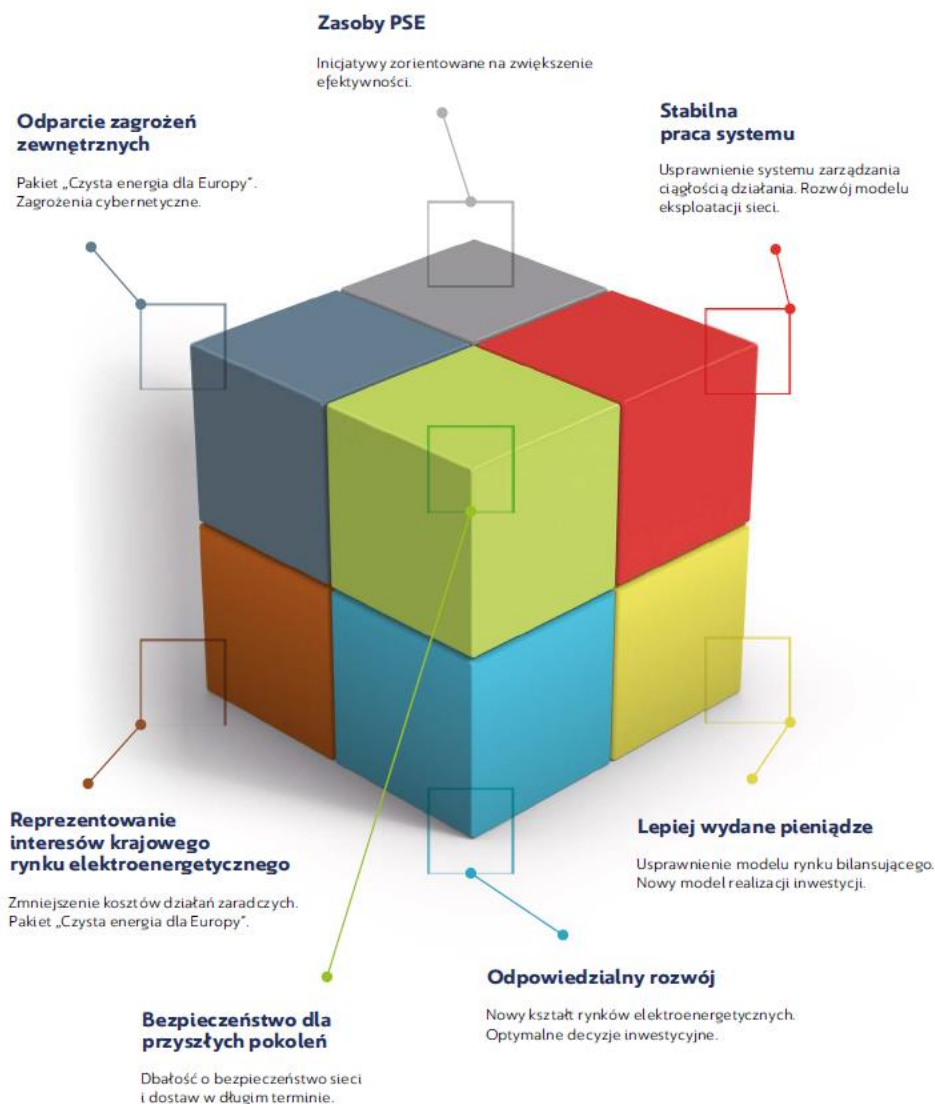 Zasoby PSE
Inicjatywy zorientowane na zwiększenie
efektywności.
Odparcie zagrożeń
zewnętrznych
Pakiet „Czysta energia dla Europy”.
Zagrożenia cybernetyczne.
Stabilna
praca systemu
Usprawnienie systemu zarządzania
ciągłością działania. Rozwój modelu
eksploatacji sieci.
Reprezentowanie
interesów krajowego
rynku elektroenergetycznego
Zmniejszenie kosztów działań zaradczych.
Pakiet „Czysta energia dla Europy”.
Lepiej wydane pieniądze
Usprawnienie modelu rynku bilansującego.
Nowy model realizacji inwestycji.
Odpowiedzialny rozwój
Nowy kształt rynków elektroenergetycznych.
Optymalne decyzje inwestycyjne.
Bezpieczeństwo dla
przyszłych pokoleń
Dbałość o bezpieczeństwo sieci
i dostaw w długim terminie.